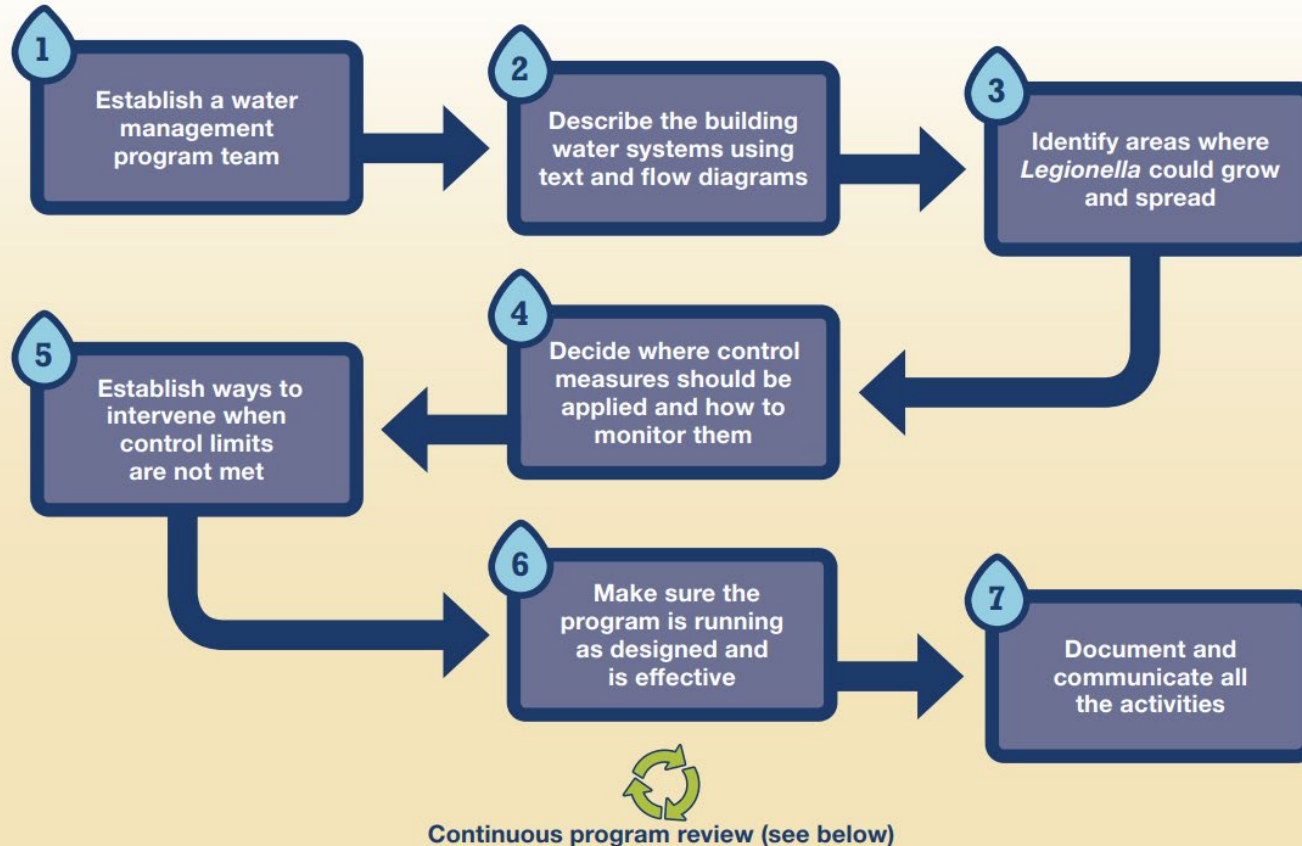 1
Establish a water
management
program team
2
Describe the building
water systems using
text and flow diagrams
3
Identify areas where
Legionella could grow
and spread
4
Decide where control
measures should be
applied and how to
monitor them
5
Establish ways to
intervene when
control limits
are not met
6
Make sure the
program is running
as designed and
is effective
7
Document and
communicate all
the activities
Continuous program review (see below)